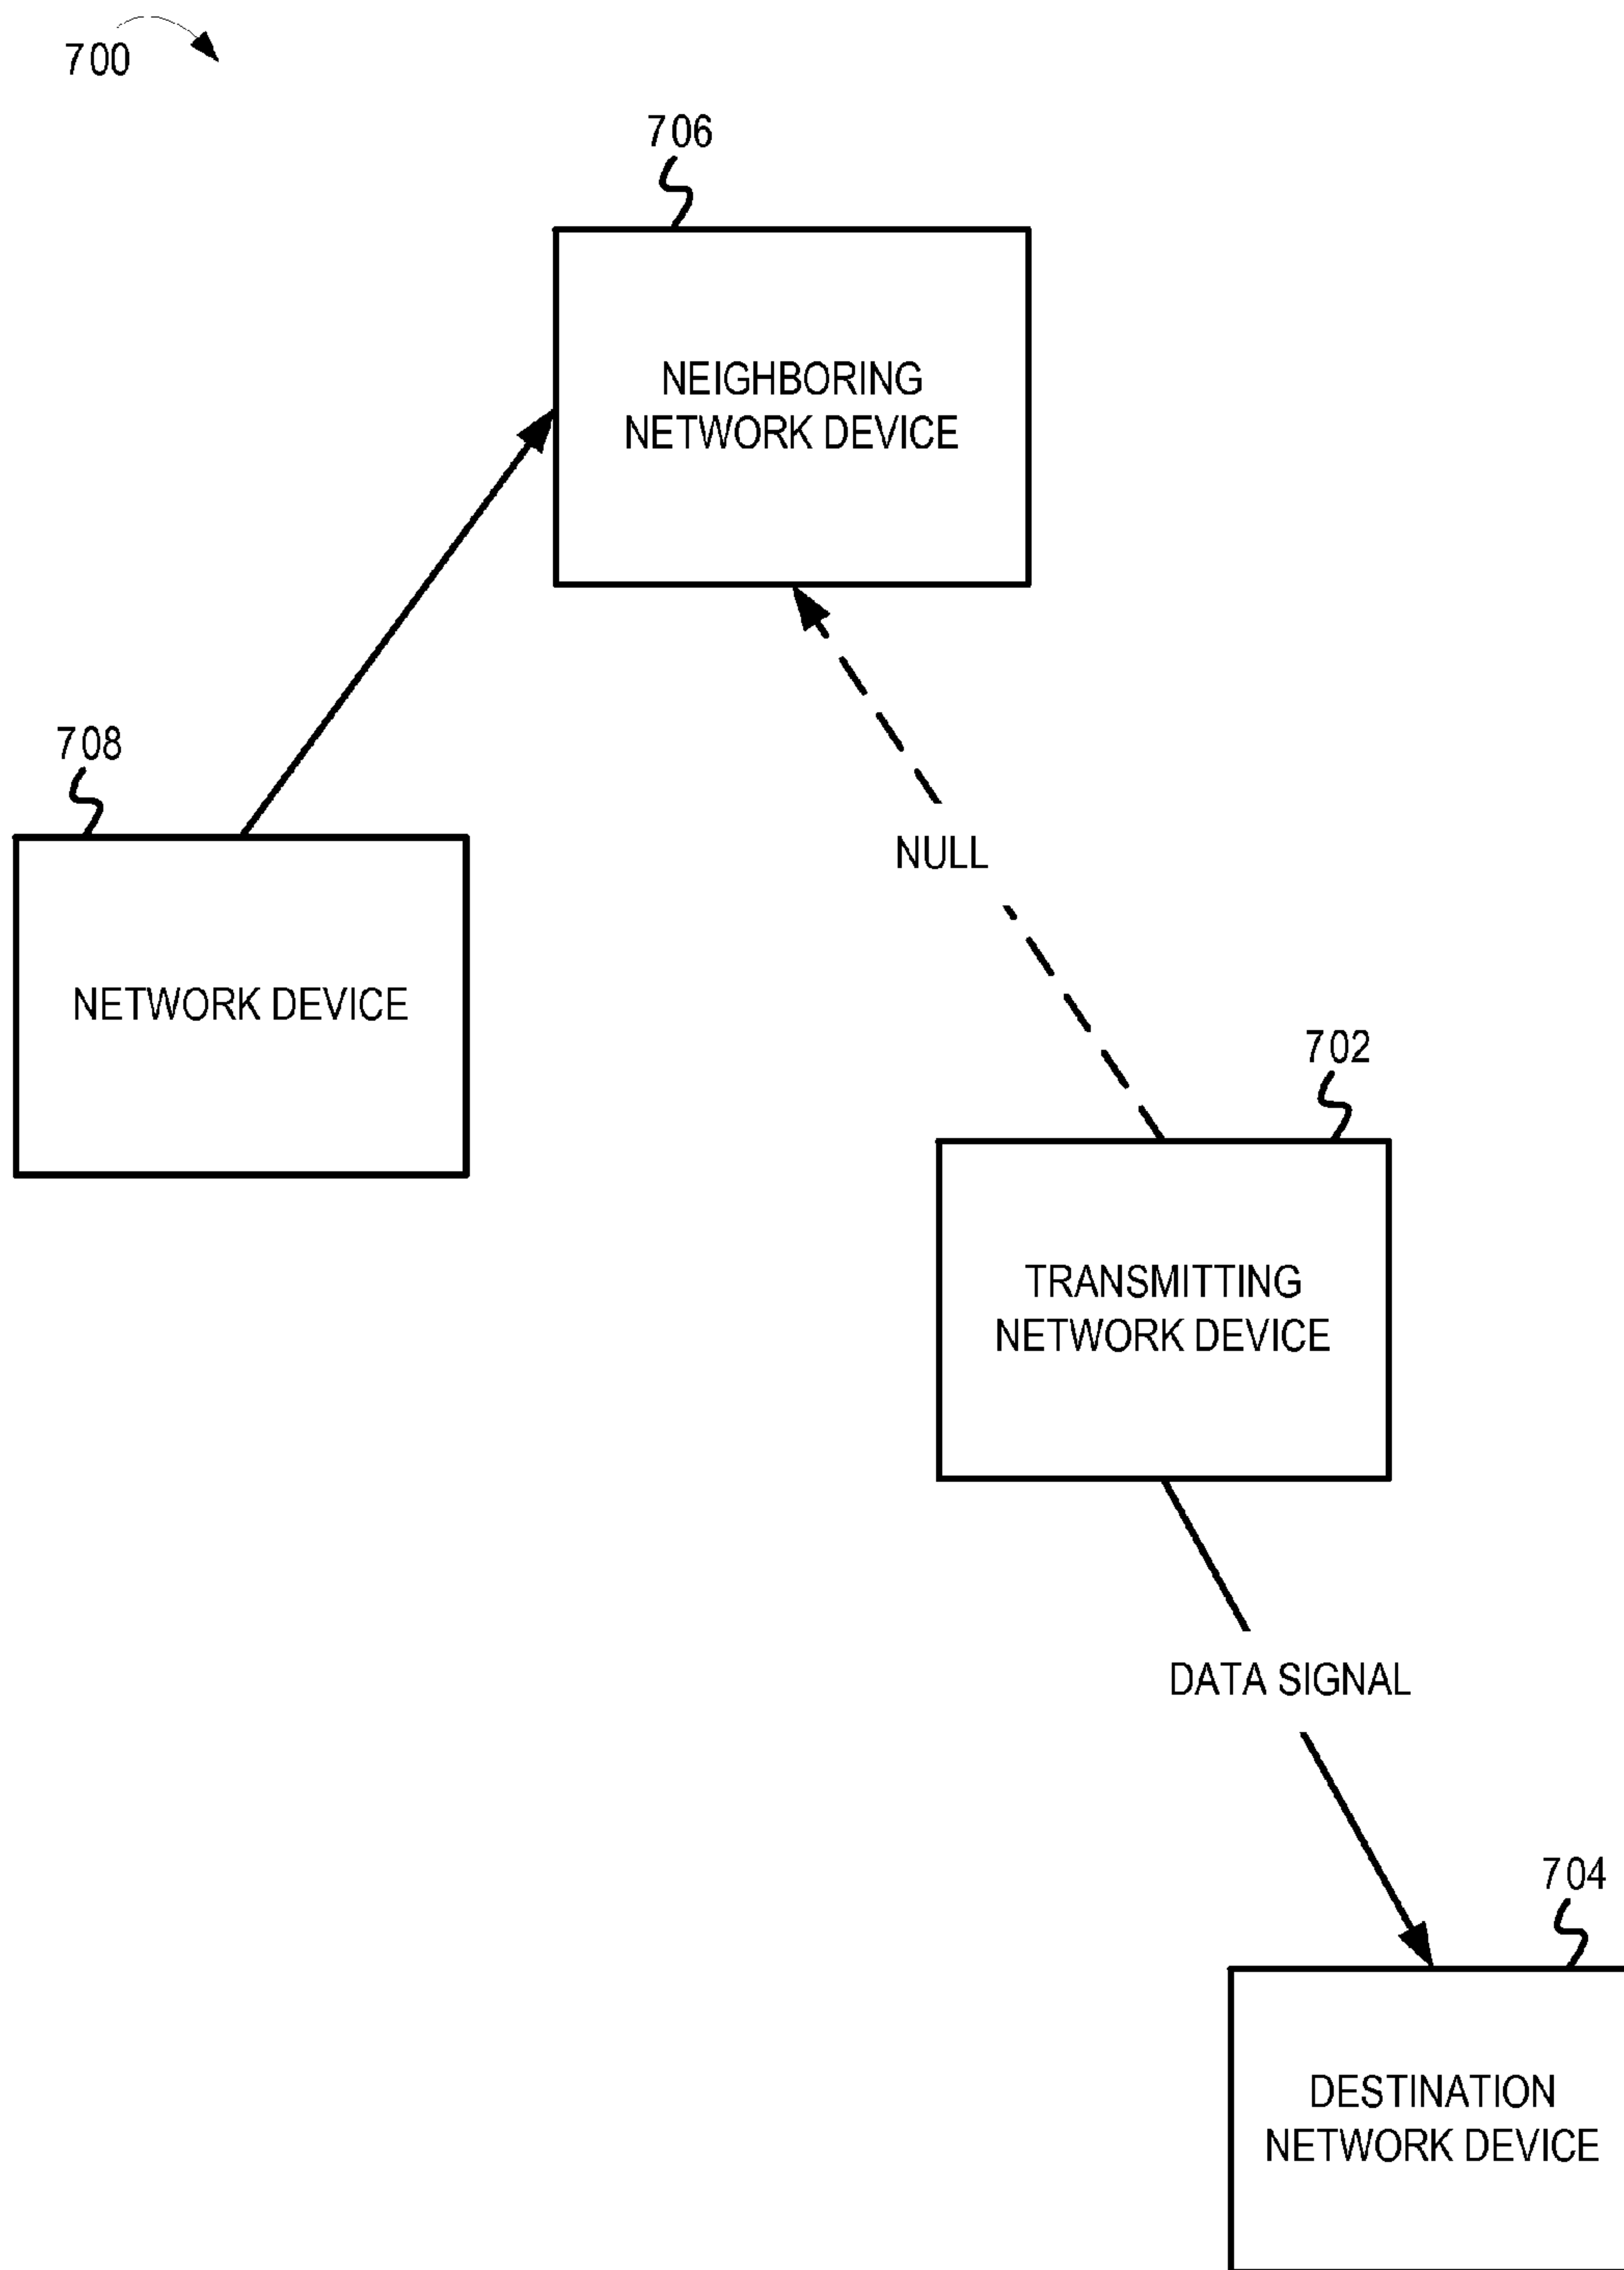 700
706
NEIGHBORING
NETWORK DEVICE
708
NULL
NETWORK DEVICE
702
TRANSMITTING
NETWORK DEVICE
DATA SIGNAL
704
DESTINATION
NETWORK DEVICE